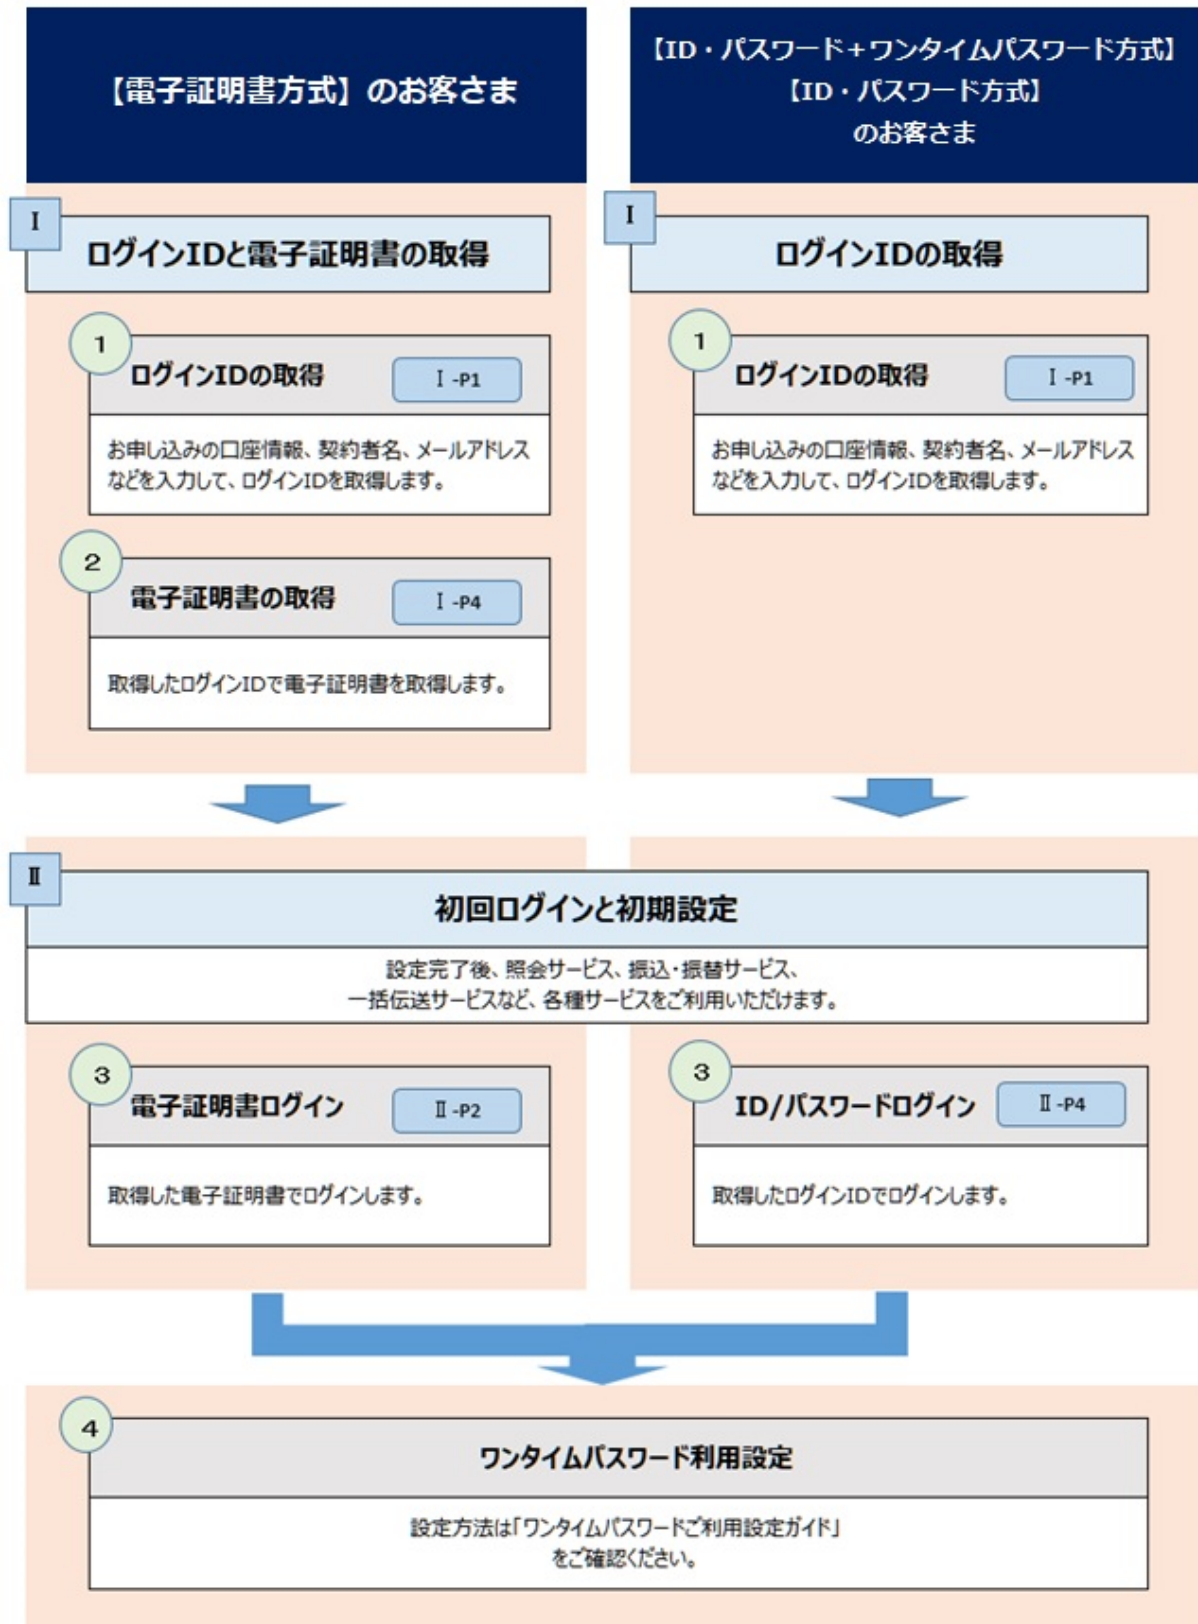 【電子証明書方式】のお客さま
【ID・パスワード＋ワンタイムパスワード方式】
【ID・パスワード方式】
のお客さま
Ⅰ
ログインIDと電子証明書の取得
1
ログインIDの取得
Ⅰ-P1
お申し込みの口座情報、契約者名、メールアドレス
などを入力して、ログインIDを取得します。
2
電子証明書の取得
Ⅰ-P4
取得したログインIDで電子証明書を取得します。
Ⅰ
ログインIDの取得
1
ログインIDの取得
Ⅰ-P1
お申し込みの口座情報、契約者名、メールアドレス
などを入力して、ログインIDを取得します。
Ⅱ
初回ログインと初期設定
設定完了後、照会サービス、振込・振替サービス、
一括伝送サービスなど、各種サービスをご利用いただけます。
3
電子証明書ログイン
Ⅱ-P2
取得した電子証明書でログインします。
3
ID/パスワードログイン
Ⅱ-P4
取得したログインIDでログインします。
4
ワンタイムパスワード利用設定
設定方法は「ワンタイムパスワードご利用設定ガイド」
をご確認ください。